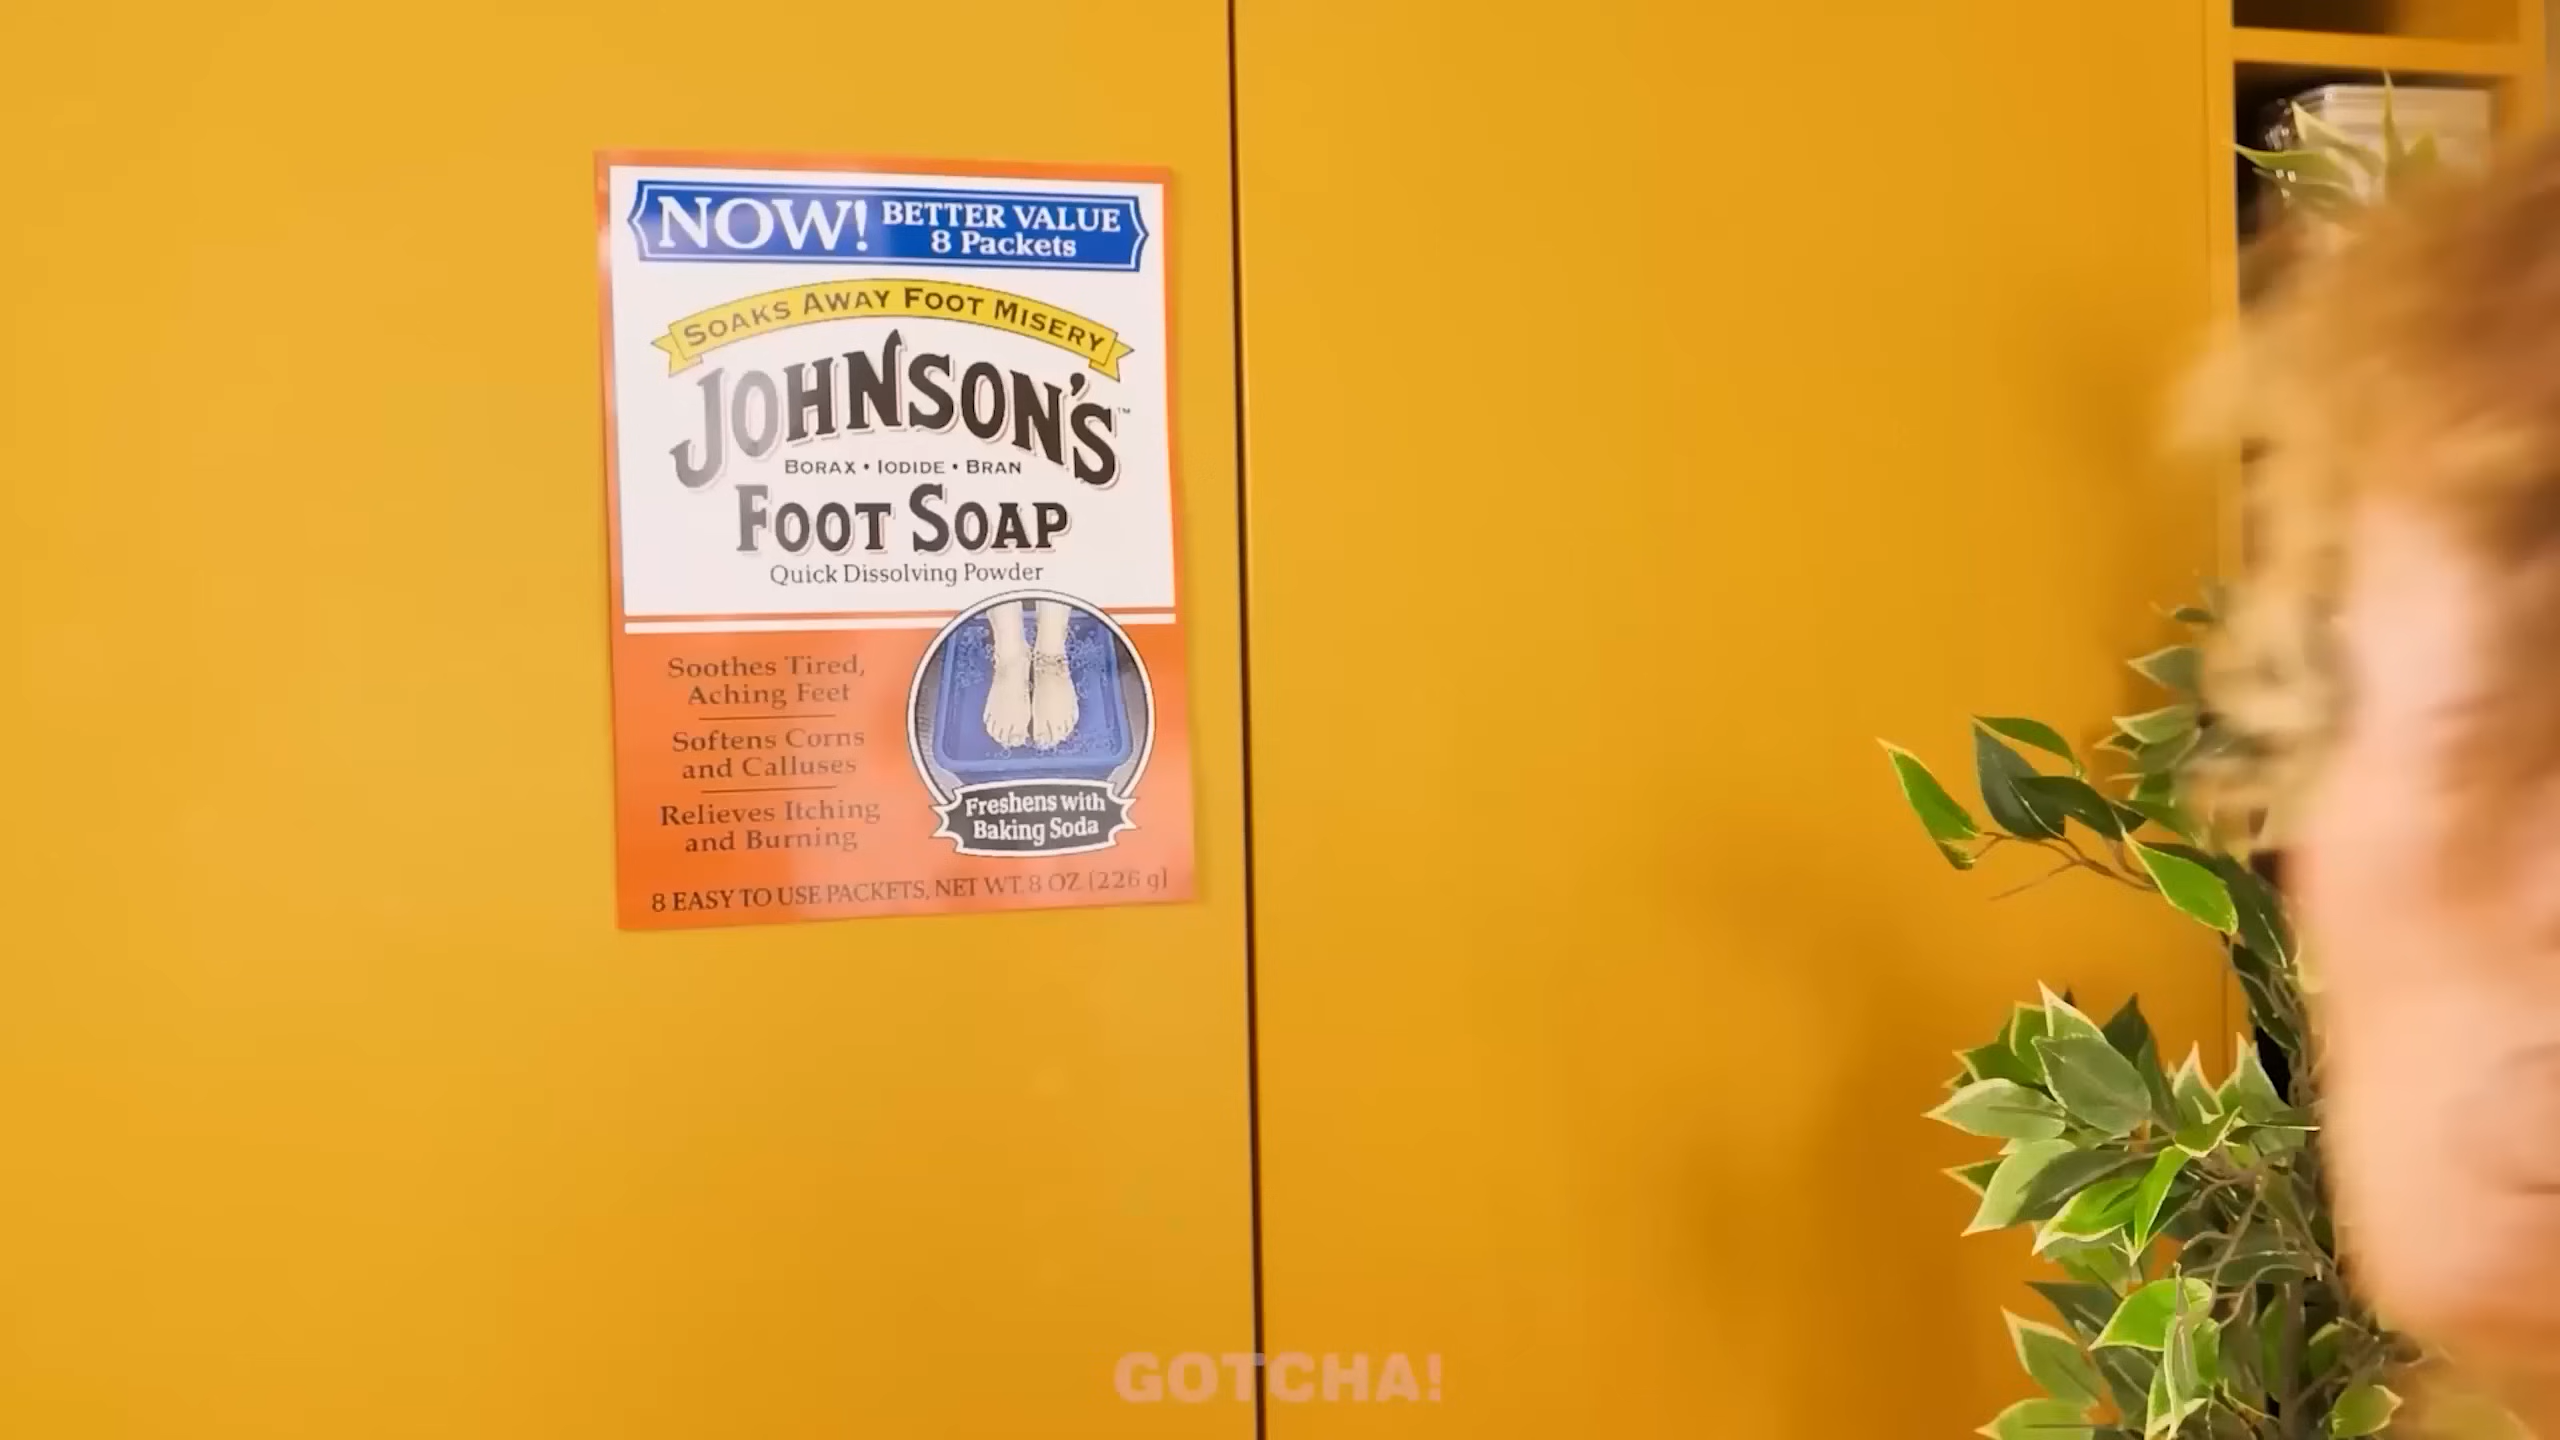 NOW! BETTER VALUE
8 Packets
SOAKS AWAY FOOT MISERY
JOHNSON'S™
BORAX • IODIDE • BRAN
FOOT SOAP
Quick Dissolving Powder
Soothes Tired,
Aching Feet
Softens Corns
and Calluses
Relieves Itching
and Burning
Freshens with
Baking Soda
8 EASY TO USE PACKETS, NET WT. 8 OZ (226 g)
GOTCHA!